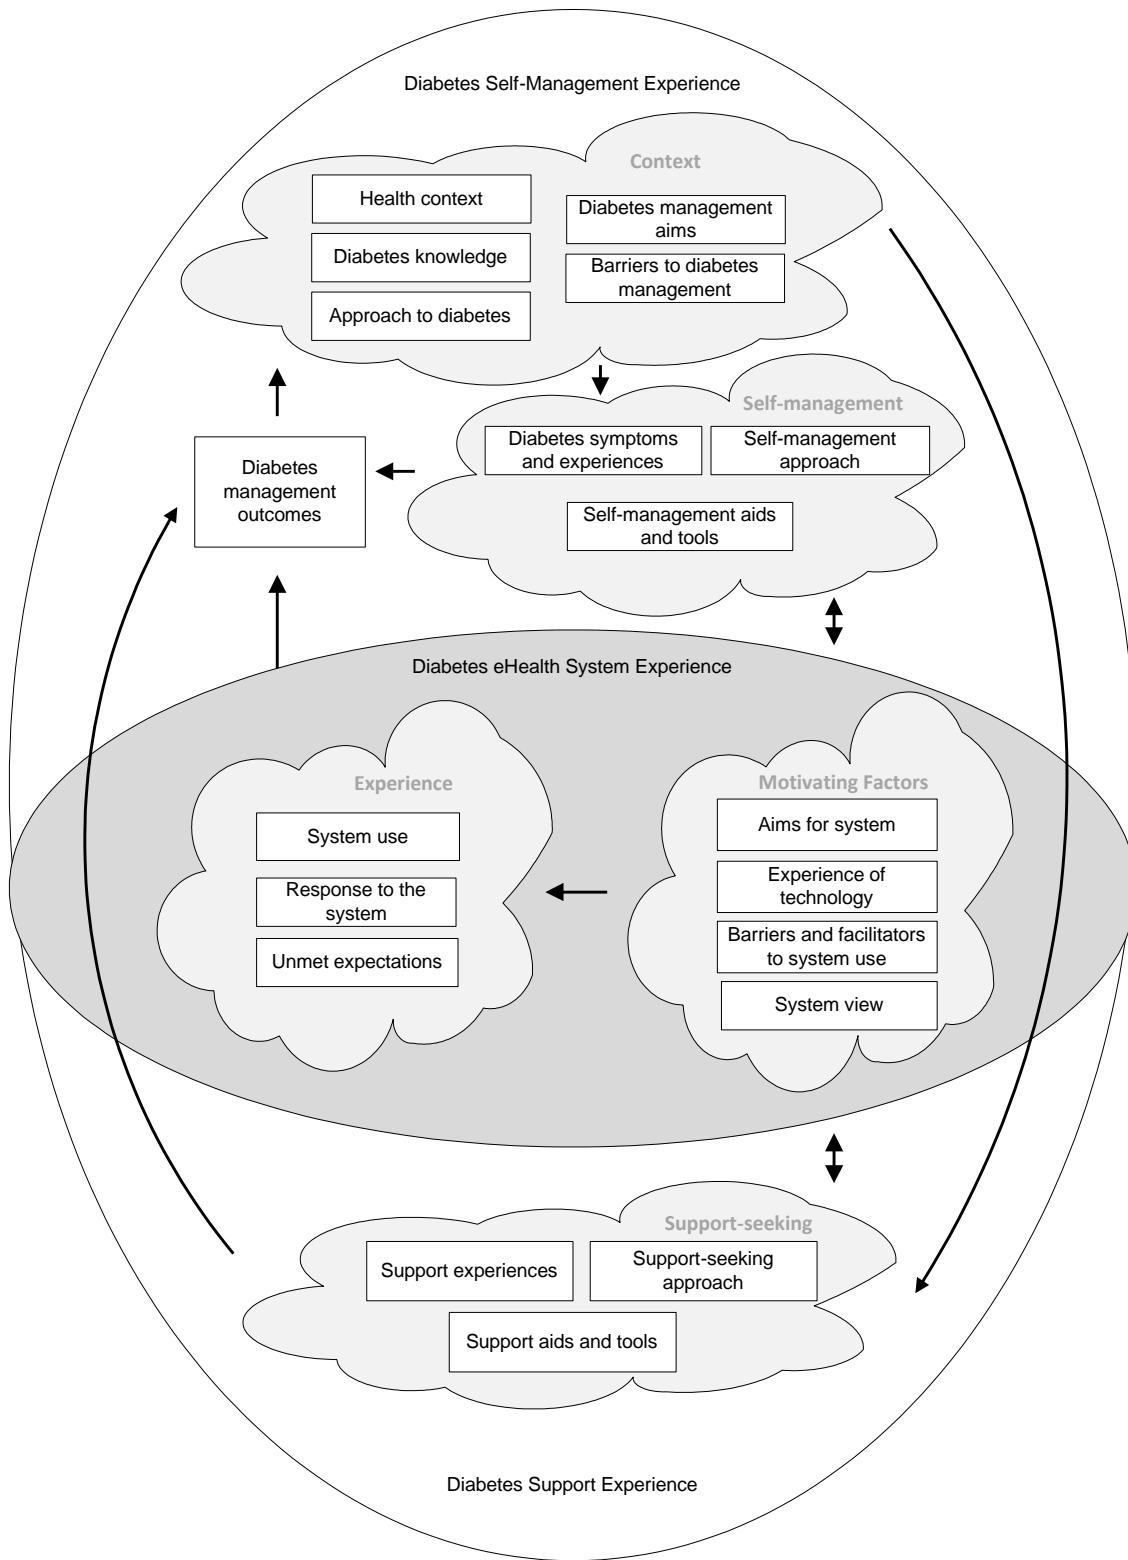 Diabetes Self-Management Experience
Context
Health context
Diabetes knowledge
Approach to diabetes
Diabetes management
aims
Barriers to diabetes
management
Self-management
Diabetes symptoms
and experiences
Self-management
approach
Self-management aids
and tools
Diabetes
management
outcomes
Diabetes eHealth System Experience
Experience
System use
Response to the
system
Unmet expectations
Motivating Factors
Aims for system
Experience of
technology
Barriers and facilitators
to system use
System view
Support-seeking
Support experiences
Support-seeking
approach
Support aids and tools
Diabetes Support Experience